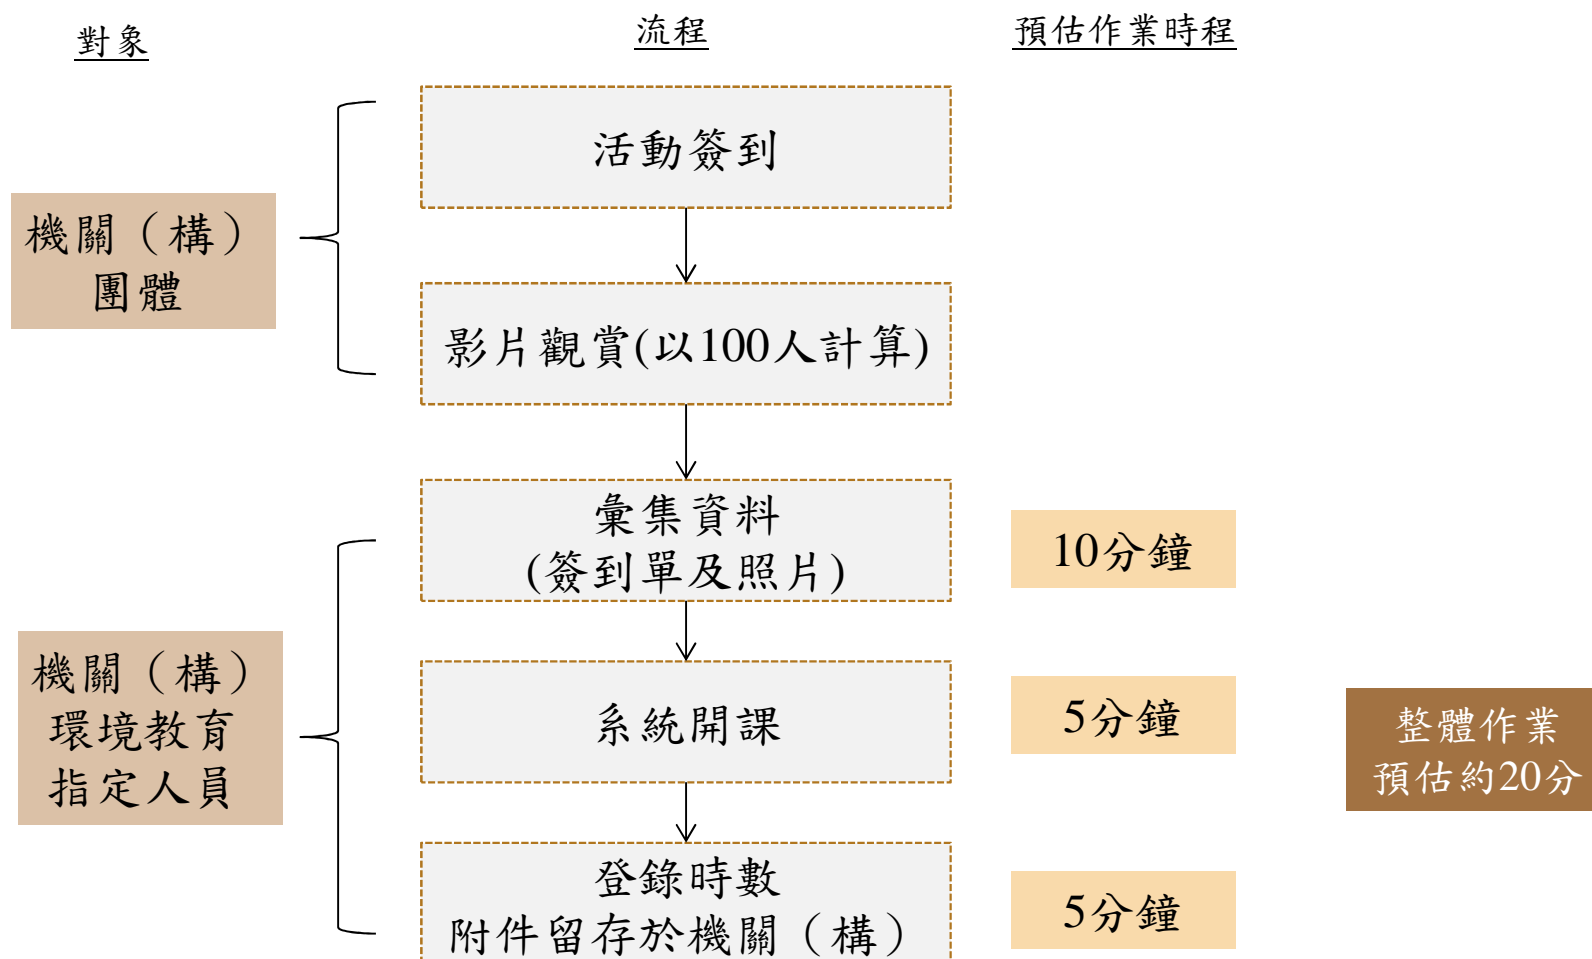 對象
流程
預估作業時程
機關（構）
團體
活動簽到
影片觀賞(以100人計算)
機關（構）
環境教育
指定人員
彙集資料
(簽到單及照片)
10分鐘
系統開課
5分鐘
登錄時數
附件留存於機關（構）
5分鐘
整體作業
預估約20分